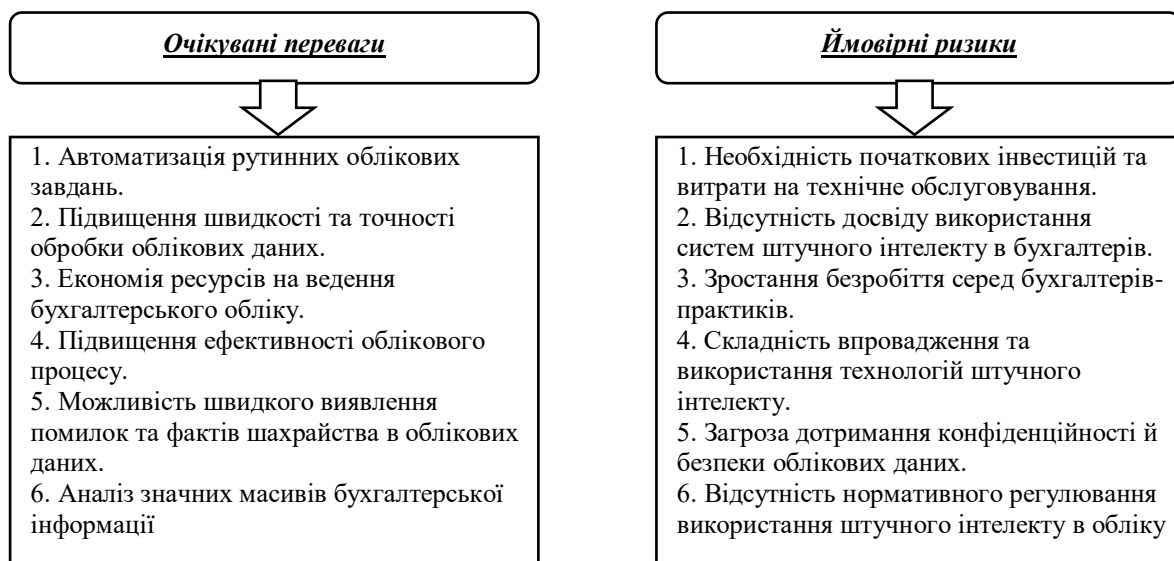 Очікувані переваги
1. Автоматизація рутинних облікових
завдань.
2. Підвищення швидкості та точності
обробки облікових даних.
3. Економія ресурсів на ведення
бухгалтерського обліку.
4. Підвищення ефективності облікового
процесу.
5. Можливість швидкого виявлення
помилок та фактів шахрайства в облікових
даних.
6. Аналіз значних масивів бухгалтерської
інформації
Ймовірні ризики
1. Необхідність початкових інвестицій та
витрати на технічне обслуговування.
2. Відсутність досвіду використання
систем штучного інтелекту в бухгалтерів.
3. Зростання безробіття серед бухгалтерів-
практиків.
4. Складність впровадження та
використання технологій штучного
інтелекту.
5. Загроза дотримання конфіденційності й
безпеки облікових даних.
6. Відсутність нормативного регулювання
використання штучного інтелекту в обліку